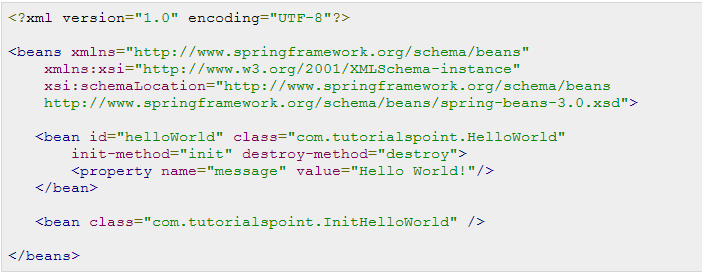 <?xml version="1.0" encoding="UTF-8"?>
<beans xmlns="http://www.springframework.org/schema/beans"
xmlns:xsi="http://www.w3.org/2001/XMLSchema-instance"
xsi:schemaLocation="http://www.springframework.org/schema/beans
http://www.springframework.org/schema/beans/spring-beans-3.0.xsd">
<bean id="helloWorld" class="com.tutorialspoint.HelloWorld"
init-method="init" destroy-method="destroy">
<property name="message" value="Hello World!"/>
</bean>
<bean class="com.tutorialspoint.InitHelloWorld" />
</beans>